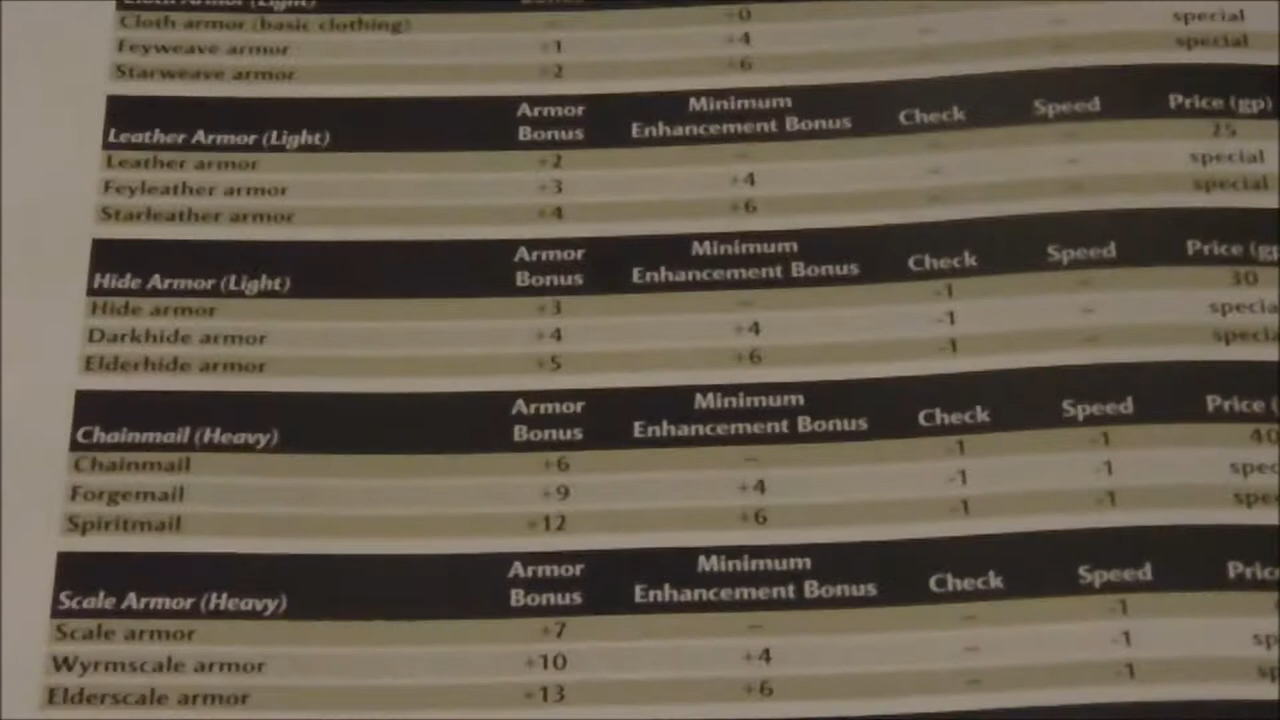 Cloth Armor (Light) Bonus
Cloth armor (basic clothing) – +0 – – special
Feyweave armor +1 +4 – – special
Starweave armor +2 +6
Leather Armor (Light) Armor Bonus Minimum Enhancement Bonus Check Speed Price (gp)
Leather armor +2 – – – 25
Feyleather armor +3 +4 – – special
Starleather armor +4 +6 – – special
Hide Armor (Light) Armor Bonus Minimum Enhancement Bonus Check Speed Price (gp
Hide armor +3 – -1 – 30
Darkhide armor +4 +4 -1 – specia
Elderhide armor +5 +6 -1 – specia
Chainmail (Heavy) Armor Bonus Minimum Enhancement Bonus Check Speed Price (
Chainmail +6 – -1 -1 40
Forgemail +9 +4 -1 -1 spec
Spiritmail +12 +6 -1 -1 spe
Scale Armor (Heavy) Armor Bonus Minimum Enhancement Bonus Check Speed Pric
Scale armor +7 – – -1
Wyrmscale armor +10 +4 – -1 sp
Elderscale armor +13 +6 – -1 sp